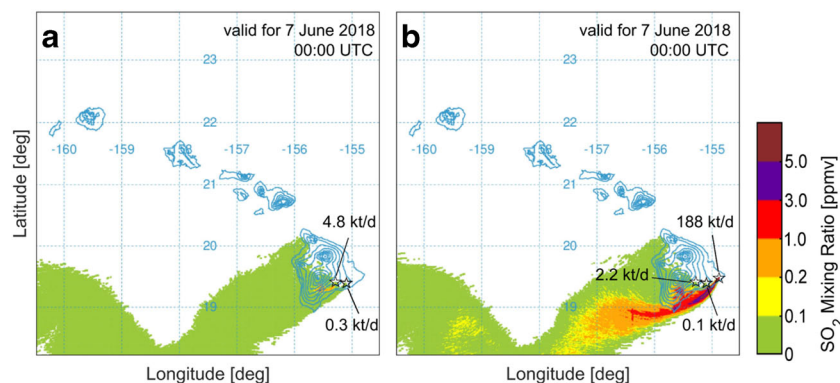 a
valid for 7 June 2018
00:00 UTC
23
22
-160
-159
-158
-157
-156
-155
21
20
19
4.8 kt/d
0.3 kt/d
Latitude [deg]
Longitude [deg]
b
valid for 7 June 2018
00:00 UTC
23
22
-160
-159
-158
-157
-156
-155
21
20
19
188 kt/d
2.2 kt/d
0.1 kt/d
Longitude [deg]
5.0
3.0
1.0
0.2
0.1
0
SO2 Mixing Ratio [ppmv]